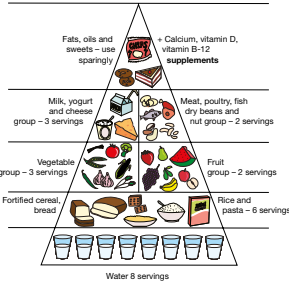 Fats, oils and
sweets – use
sparingly
+ Calcium, vitamin D,
vitamin B-12
supplements
Milk, yogurt
and cheese
group – 3 servings
Meat, poultry, fish
dry beans and
nut group – 2 servings
Vegetable
group – 3 servings
Fruit
group – 2 servings
Fortified cereal,
bread
Rice and
pasta – 6 servings
Water 8 servings